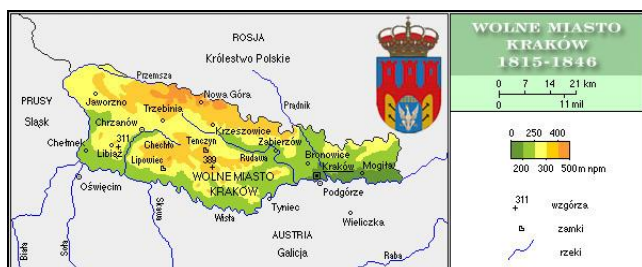 WOLNE MIASTO
KRAKÓW
1815-1846
0 7 14 21 km
0 11 mil
0 400
200 300 500 m npm
311 wzgórza
zamki
rzeki
ROSJA
Królestwo Polskie
PRUSY
Śląsk
Przemsza
Nowa Góra
Jaworzno
Trzebinia
Prądnik
Chrzanów
Krzeszowice
311
Chełmek
Libiąż
Chechło
Tenczyn
Zabierzów
Lipowiec
389
Rudawa
Bronowice
Kraków
Mogiła
WOLNE MIASTO
KRAKÓW
Oświęcim
Podgórze
Skawa
Wisła
Tyniec
Wieliczka
AUSTRIA
Galicja
Biała
Soła
Raba